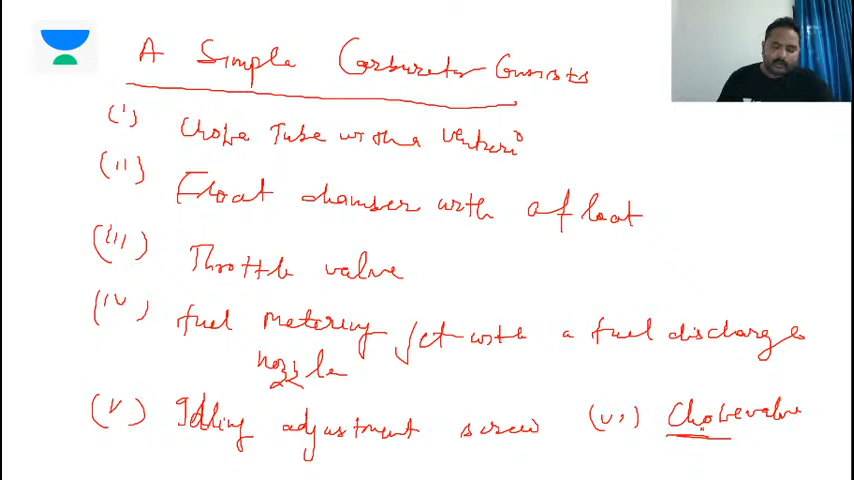 A Simple Carburetor Consists
(i) Choke Tube with a venturi
(ii) Float chamber with a float
(iii) Throttle valve
(iv) fuel metering jet with a fuel discharge
nozzle
(v) Idling adjustment screw (vi) Choke valve